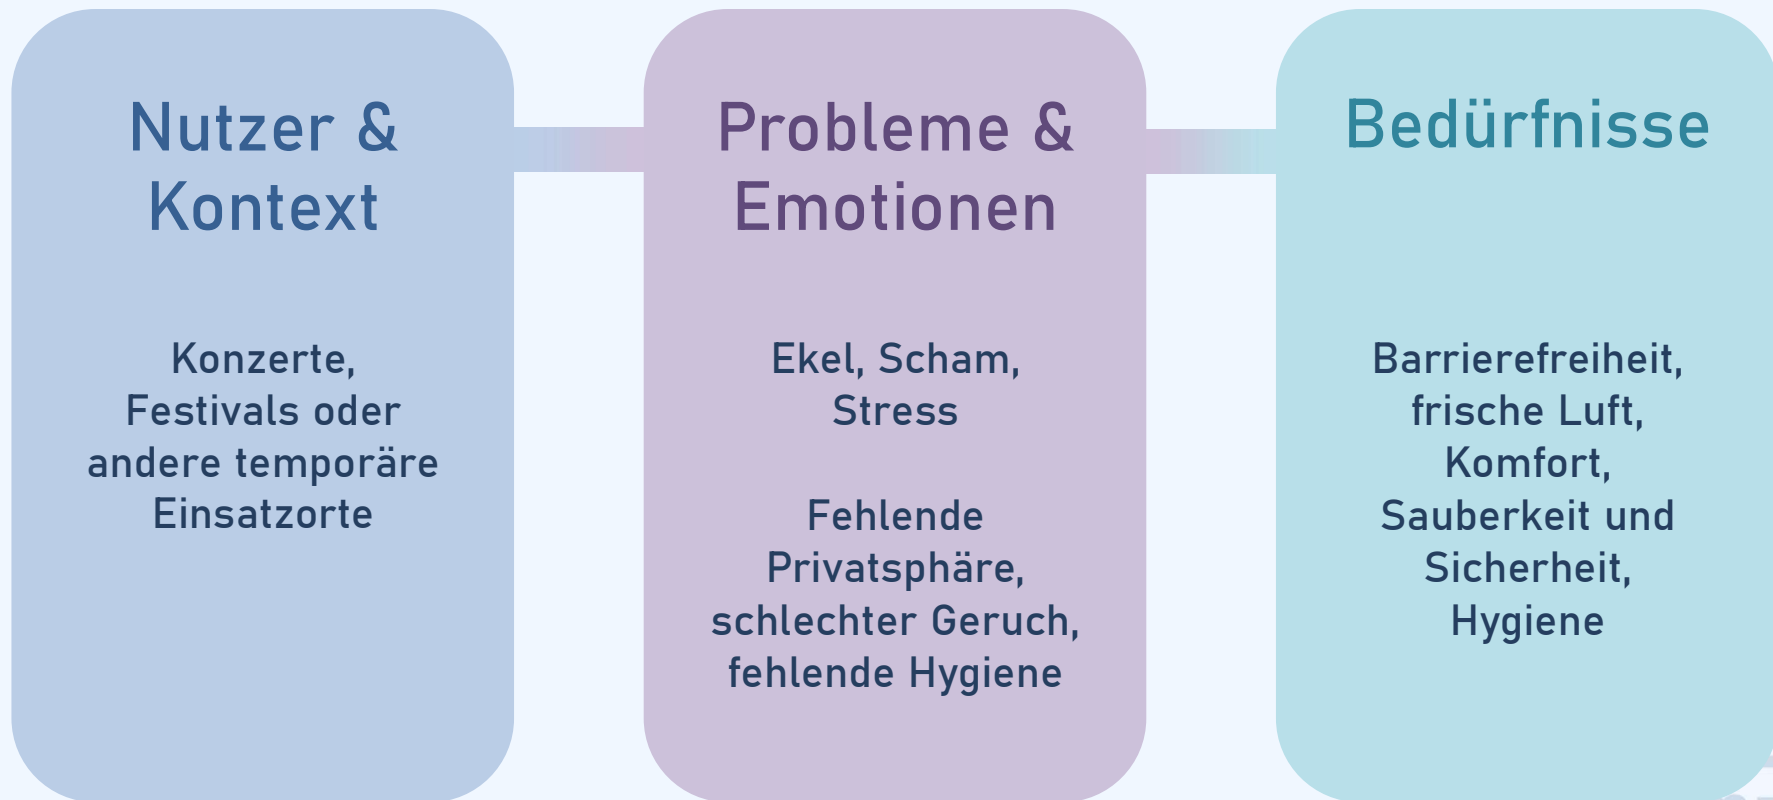 Nutzer &
Kontext
Konzerte,
Festivals oder
andere temporäre
Einsatzorte
Probleme &
Emotionen
Ekel, Scham,
Stress
Fehlende
Privatsphäre,
schlechter Geruch,
fehlende Hygiene
Bedürfnisse
Barrierefreiheit,
frische Luft,
Komfort,
Sauberkeit und
Sicherheit,
Hygiene